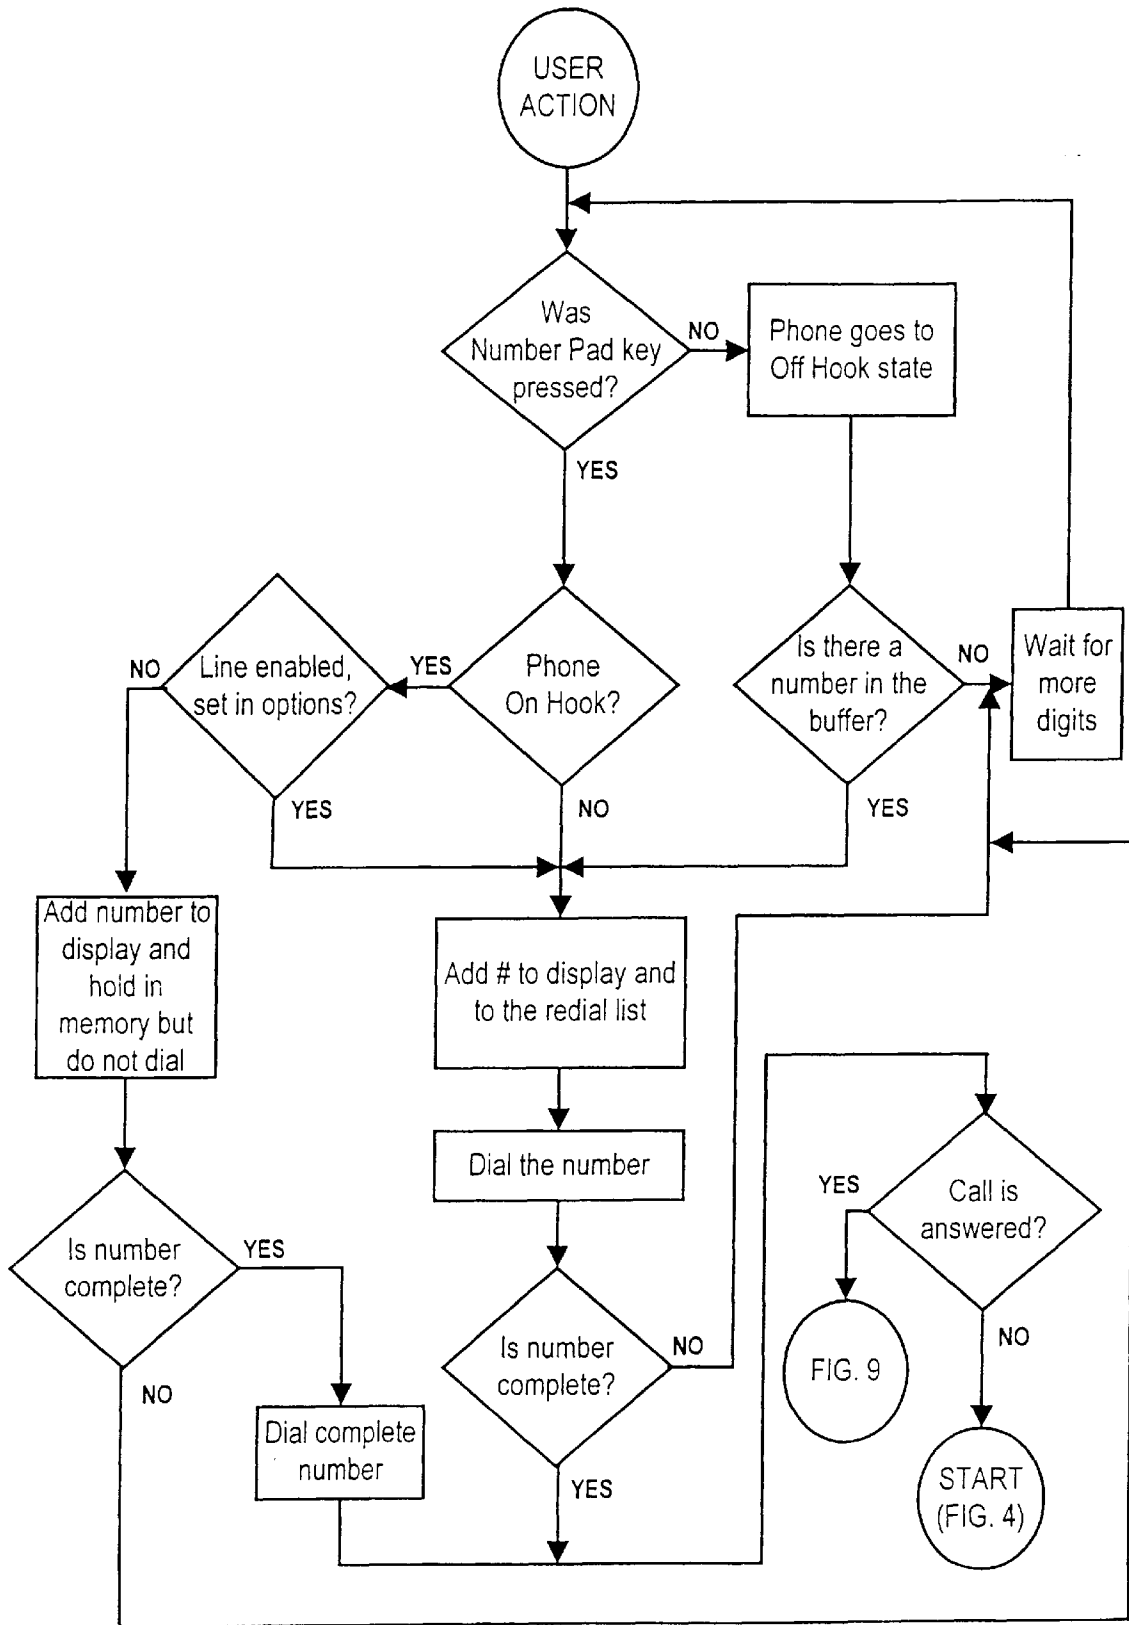 USER
ACTION
Was
Number Pad key
pressed?
NO
Phone goes to
Off Hook state
YES
Line enabled,
set in options?
NO
YES
Phone
On Hook?
YES
NO
Is there a
number in the
buffer?
NO
YES
Wait for
more
digits
Add number to
display and
hold in
memory but
do not dial
Add # to display and
to the redial list
Dial the number
Is number
complete?
YES
NO
Dial complete
number
Is number
complete?
NO
YES
Call is
answered?
YES
NO
FIG. 9
START
(FIG. 4)